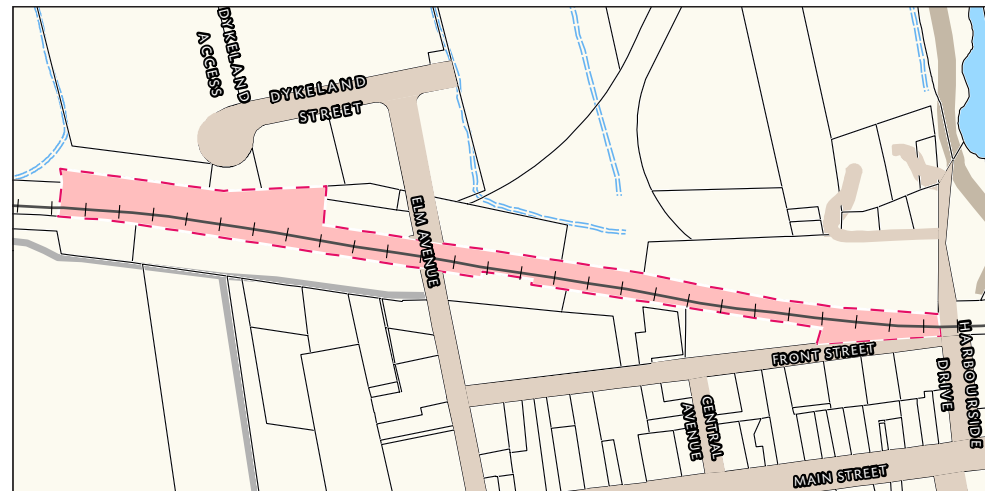 DYKELAND
ACCESS
DYKELAND
STREET
ELM AVENUE
FRONT STREET
HARBOURSIDE
DRIVE
CENTRAL
AVENUE
MAIN STREET